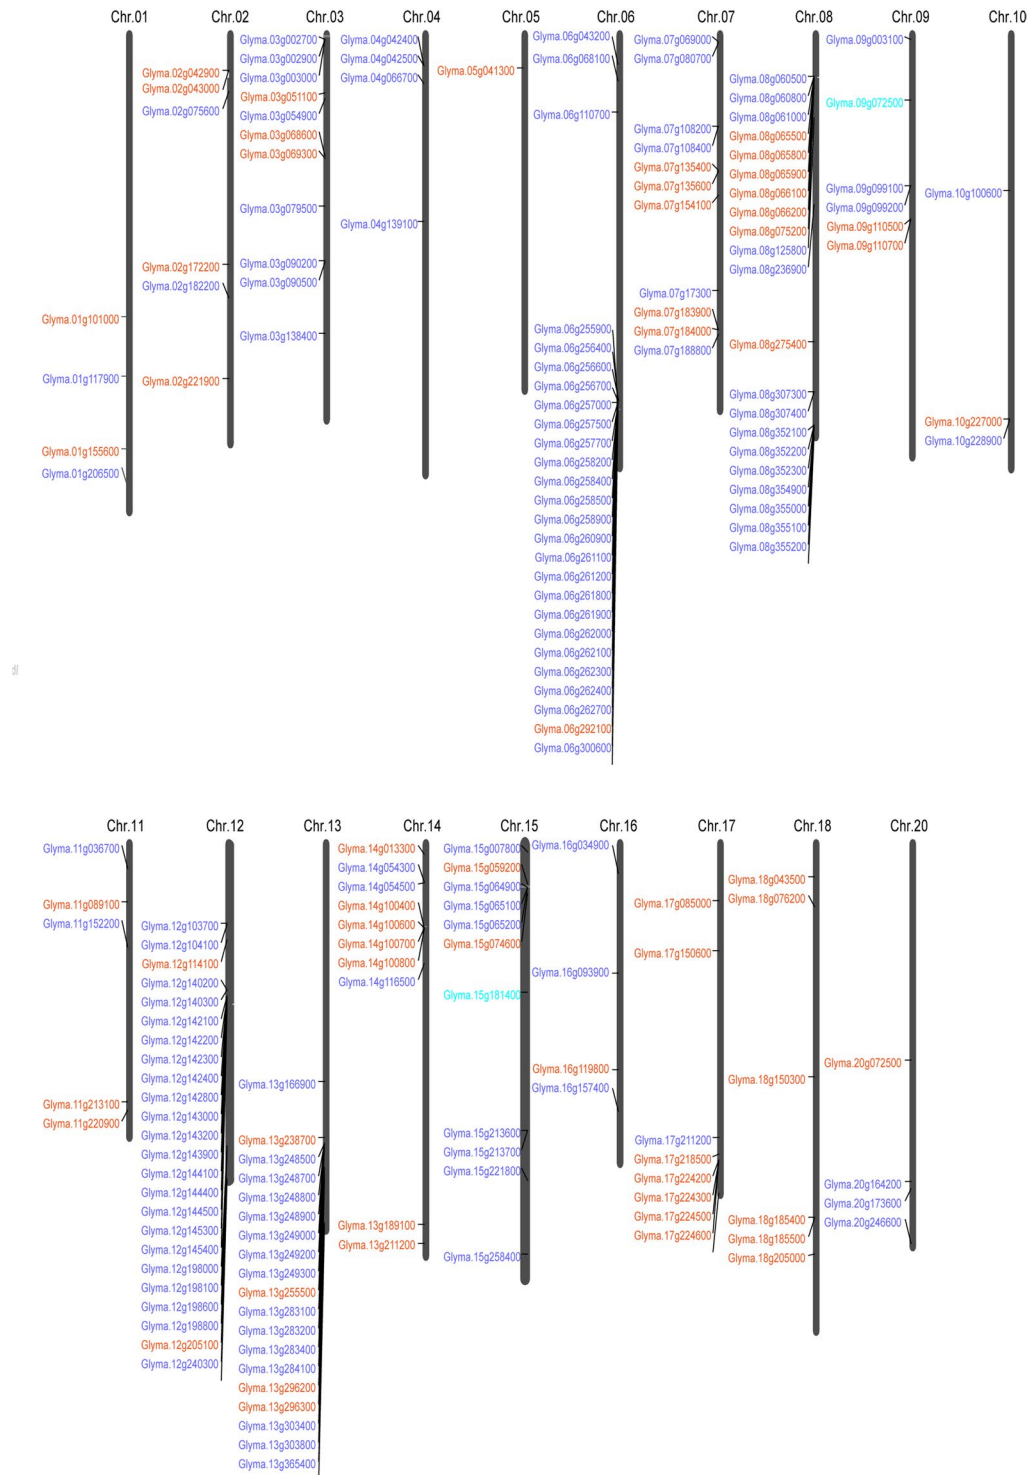 Chr.01
Glyma.01g101000
Glyma.01g117900
Glyma.01g155600
Glyma.01g206500
Chr.02
Glyma.02g042900
Glyma.02g043000
Glyma.02g075600
Glyma.02g172200
Glyma.02g182200
Glyma.02g221900
Chr.03
Glyma.03g002700
Glyma.03g002900
Glyma.03g003000
Glyma.03g051100
Glyma.03g054900
Glyma.03g068600
Glyma.03g069300
Glyma.03g079500
Glyma.03g090200
Glyma.03g090500
Glyma.03g138400
Chr.04
Glyma.04g042400
Glyma.04g042500
Glyma.04g066700
Glyma.04g139100
Chr.05
Glyma.05g041300
Chr.06
Glyma.06g043200
Glyma.06g068100
Glyma.06g110700
Glyma.06g255900
Glyma.06g256400
Glyma.06g256600
Glyma.06g256700
Glyma.06g257000
Glyma.06g257500
Glyma.06g257700
Glyma.06g258200
Glyma.06g258400
Glyma.06g258500
Glyma.06g258900
Glyma.06g260900
Glyma.06g261100
Glyma.06g261200
Glyma.06g261800
Glyma.06g261900
Glyma.06g262000
Glyma.06g262100
Glyma.06g262300
Glyma.06g262400
Glyma.06g262700
Glyma.06g292100
Glyma.06g300600
Chr.07
Glyma.07g069000
Glyma.07g080700
Glyma.07g108200
Glyma.07g108400
Glyma.07g135400
Glyma.07g135600
Glyma.07g154100
Glyma.07g17300
Glyma.07g183900
Glyma.07g184000
Glyma.07g188800
Chr.08
Glyma.08g060500
Glyma.08g060800
Glyma.08g061000
Glyma.08g065500
Glyma.08g065800
Glyma.08g065900
Glyma.08g066100
Glyma.08g066200
Glyma.08g075200
Glyma.08g125800
Glyma.08g236900
Glyma.08g275400
Glyma.08g307300
Glyma.08g307400
Glyma.08g352100
Glyma.08g352200
Glyma.08g352300
Glyma.08g354900
Glyma.08g355000
Glyma.08g355100
Glyma.08g355200
Chr.09
Glyma.09g003100
Glyma.09g072500
Glyma.09g099100
Glyma.09g099200
Glyma.09g110500
Glyma.09g110700
Chr.10
Glyma.10g100600
Glyma.10g227000
Glyma.10g228900
Chr.11
Glyma.11g036700
Glyma.11g089100
Glyma.11g152200
Glyma.11g213100
Glyma.11g220900
Chr.12
Glyma.12g103700
Glyma.12g104100
Glyma.12g114100
Glyma.12g140200
Glyma.12g140300
Glyma.12g142100
Glyma.12g142200
Glyma.12g142300
Glyma.12g142400
Glyma.12g142800
Glyma.12g143000
Glyma.12g143200
Glyma.12g143900
Glyma.12g144100
Glyma.12g144400
Glyma.12g144500
Glyma.12g145300
Glyma.12g145400
Glyma.12g198000
Glyma.12g198100
Glyma.12g198600
Glyma.12g198800
Glyma.12g205100
Glyma.12g240300
Chr.13
Glyma.13g166900
Glyma.13g238700
Glyma.13g248500
Glyma.13g248700
Glyma.13g248800
Glyma.13g248900
Glyma.13g249000
Glyma.13g249200
Glyma.13g249300
Glyma.13g255500
Glyma.13g283100
Glyma.13g283200
Glyma.13g283400
Glyma.13g284100
Glyma.13g296200
Glyma.13g296300
Glyma.13g303400
Glyma.13g303800
Glyma.13g365400
Chr.14
Glyma.14g013300
Glyma.14g054300
Glyma.14g054500
Glyma.14g100400
Glyma.14g100600
Glyma.14g100700
Glyma.14g100800
Glyma.14g116500
Glyma.13g189100
Glyma.13g211200
Chr.15
Glyma.15g007800
Glyma.15g059200
Glyma.15g064900
Glyma.15g065100
Glyma.15g065200
Glyma.15g074600
Glyma.15g181400
Glyma.15g213600
Glyma.15g213700
Glyma.15g221800
Glyma.15g258400
Chr.16
Glyma.16g034900
Glyma.16g093900
Glyma.16g119800
Glyma.16g157400
Chr.17
Glyma.17g085000
Glyma.17g150600
Glyma.17g211200
Glyma.17g218500
Glyma.17g224200
Glyma.17g224300
Glyma.17g224500
Glyma.17g224600
Chr.18
Glyma.18g043500
Glyma.18g076200
Glyma.18g150300
Glyma.18g185400
Glyma.18g185500
Glyma.18g205000
Chr.20
Glyma.20g072500
Glyma.20g164200
Glyma.20g173600
Glyma.20g246600